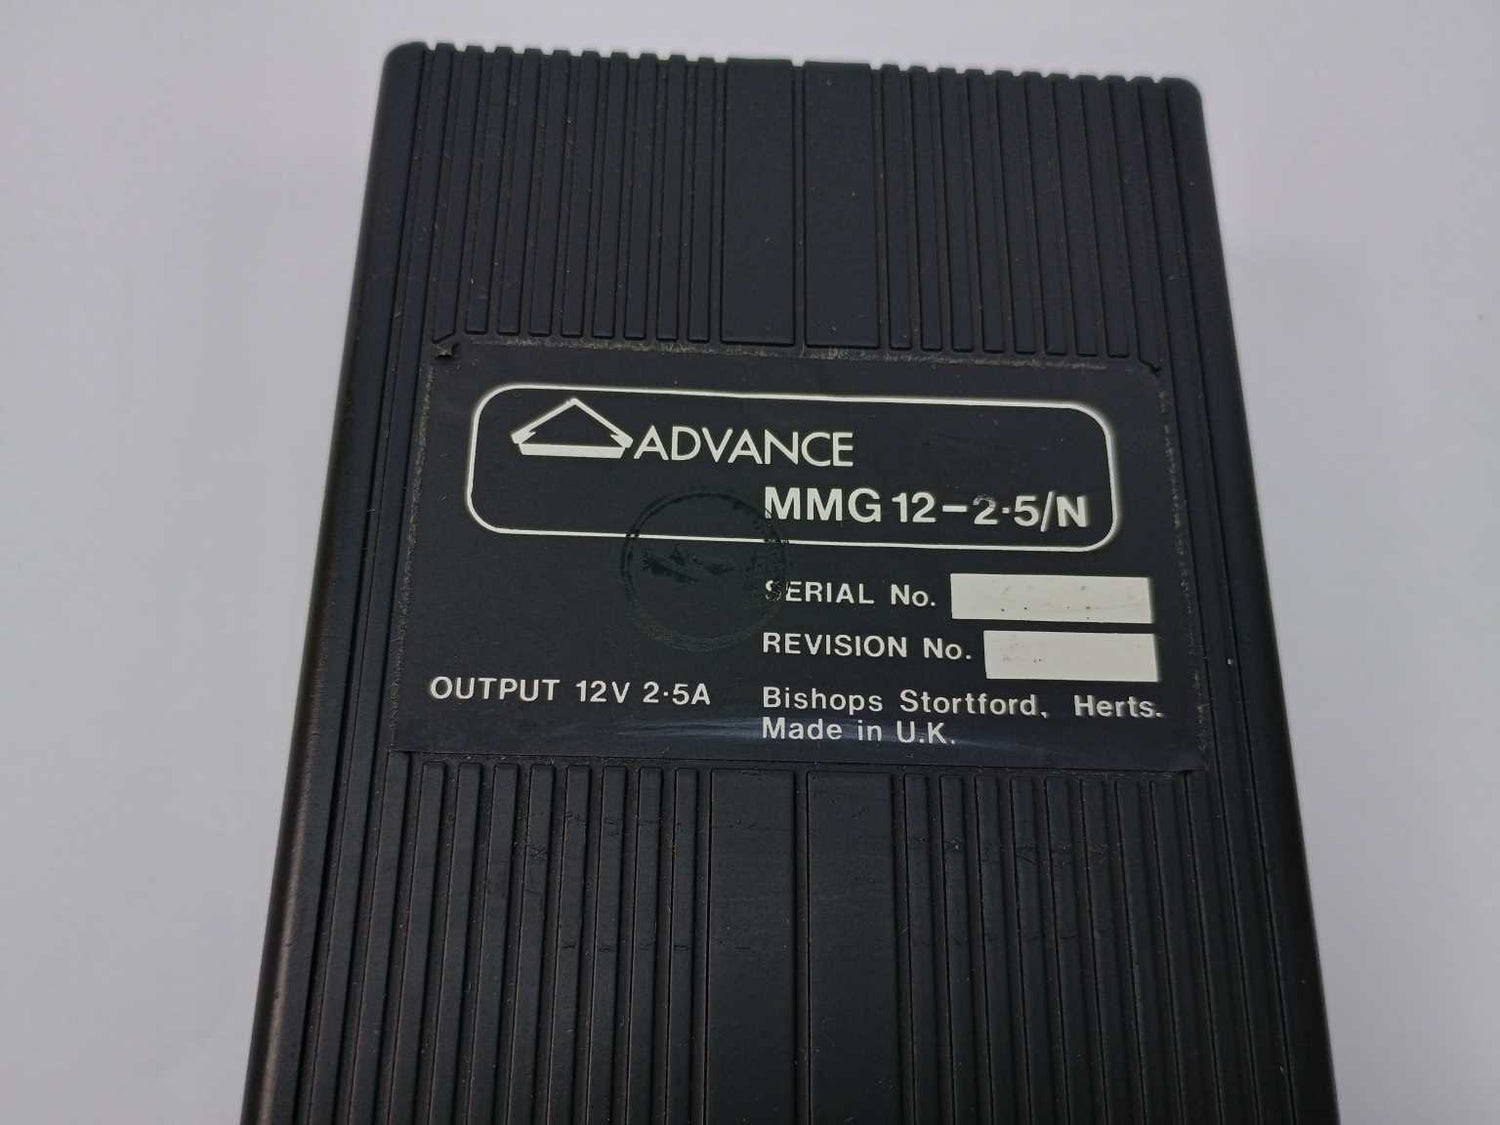 ADVANCE
MMG 12-2·5/N
SERIAL No.
REVISION No.
OUTPUT 12V 2·5A
Bishops Stortford, Herts.
Made in U.K.